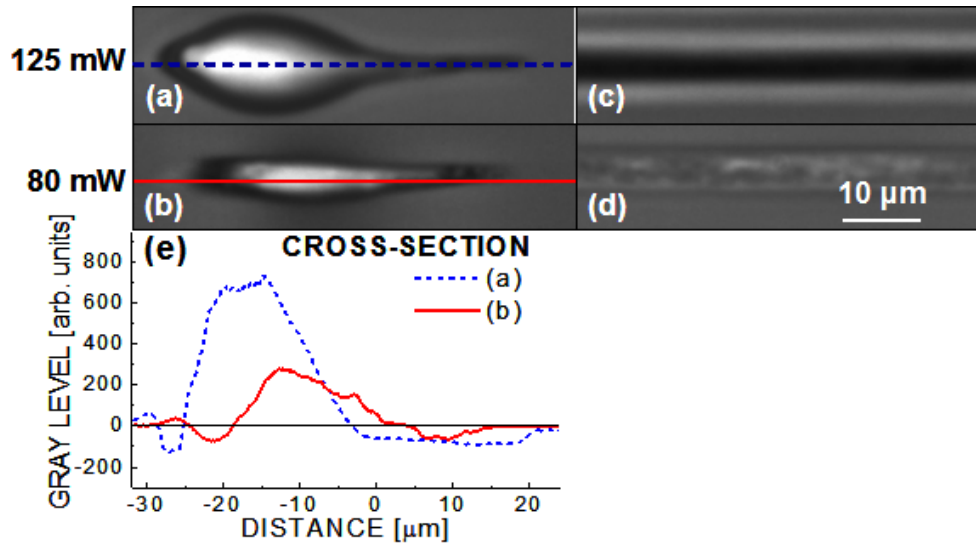 125 mW
(a)
(c)
80 mW
(b)
(d)
10 μm
(e)
CROSS-SECTION
(a)
(b)
GRAY LEVEL [arb. units]
800
600
400
200
0
-200
-30 -20 -10 0 10 20
DISTANCE [μm]